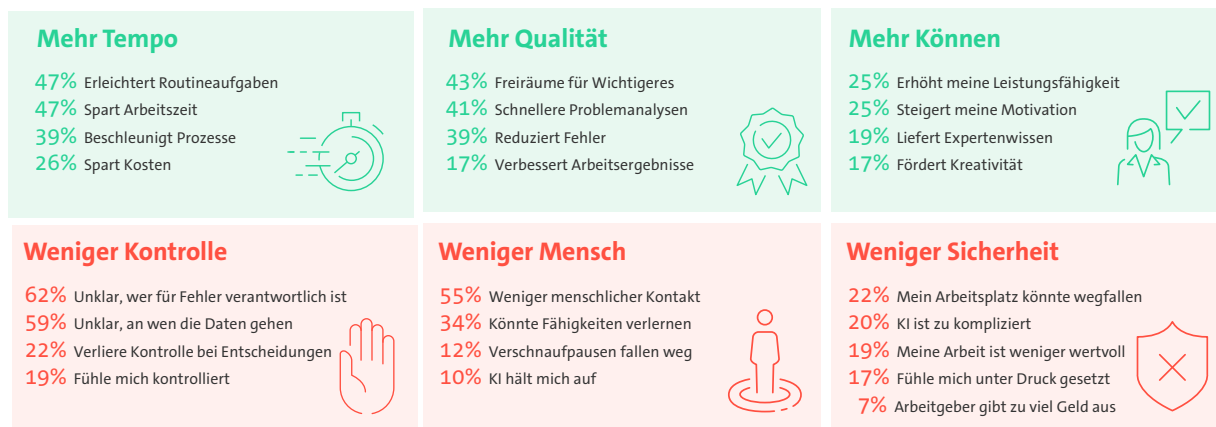 Mehr Tempo
47% Erleichtert Routineaufgaben
47% Spart Arbeitszeit
39% Beschleunigt Prozesse
26% Spart Kosten
Mehr Qualität
43% Freiräume für Wichtigeres
41% Schnellere Problemanalysen
39% Reduziert Fehler
17% Verbessert Arbeitsergebnisse
Mehr Können
25% Erhöht meine Leistungsfähigkeit
25% Steigert meine Motivation
19% Liefert Expertenwissen
17% Fördert Kreativität
Weniger Kontrolle
62% Unklar, wer für Fehler verantwortlich ist
59% Unklar, an wen die Daten gehen
22% Verliere Kontrolle bei Entscheidungen
19% Fühle mich kontrolliert
Weniger Mensch
55% Weniger menschlicher Kontakt
34% Könnte Fähigkeiten verlernen
12% Verschnaufpausen fallen weg
10% KI hält mich auf
Weniger Sicherheit
22% Mein Arbeitsplatz könnte wegfallen
20% KI ist zu kompliziert
19% Meine Arbeit ist weniger wertvoll
17% Fühle mich unter Druck gesetzt
7% Arbeitgeber gibt zu viel Geld aus